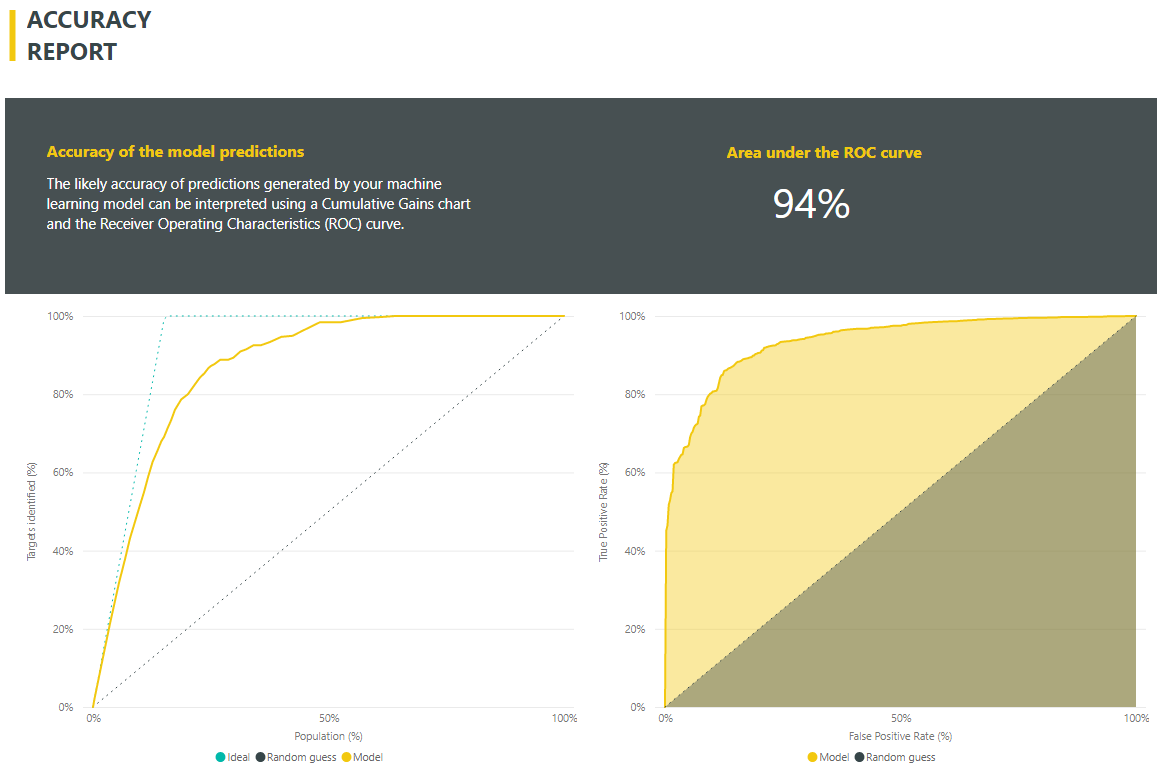 ACCURACY
REPORT
Accuracy of the model predictions
The likely accuracy of predictions generated by your machine
learning model can be interpreted using a Cumulative Gains chart
and the Receiver Operating Characteristics (ROC) curve.
Area under the ROC curve
94%
100%
80%
60%
40%
20%
0%
Targets identified (%)
0%
50%
100%
Population (%)
Ideal
Random guess
Model
100%
80%
60%
40%
20%
0%
True Positive Rate (%)
0%
50%
100%
False Positive Rate (%)
Model
Random guess